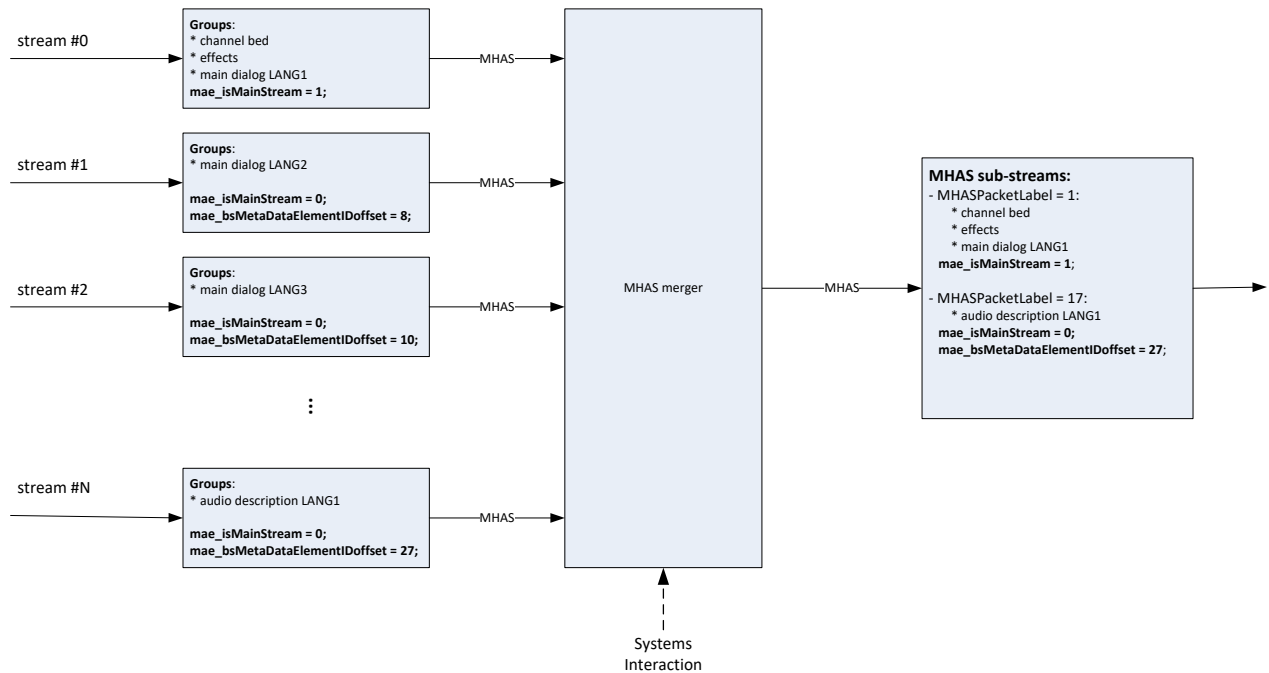 stream #0
Groups:
* channel bed
* effects
* main dialog LANG1
mae_isMainStream = 1;
MHAS
stream #1
Groups:
* main dialog LANG2
mae_isMainStream = 0;
mae_bsMetaDataElementIDoffset = 8;
MHAS
stream #2
Groups:
* main dialog LANG3
mae_isMainStream = 0;
mae_bsMetaDataElementIDoffset = 10;
MHAS
...
stream #N
Groups:
* audio description LANG1
mae_isMainStream = 0;
mae_bsMetaDataElementIDoffset = 27;
MHAS
MHAS merger
Systems
Interaction
MHAS
MHAS sub-streams:
- MHASPacketLabel = 1:
* channel bed
* effects
* main dialog LANG1
mae_isMainStream = 1;
- MHASPacketLabel = 17:
* audio description LANG1
mae_isMainStream = 0;
mae_bsMetaDataElementIDoffset = 27;